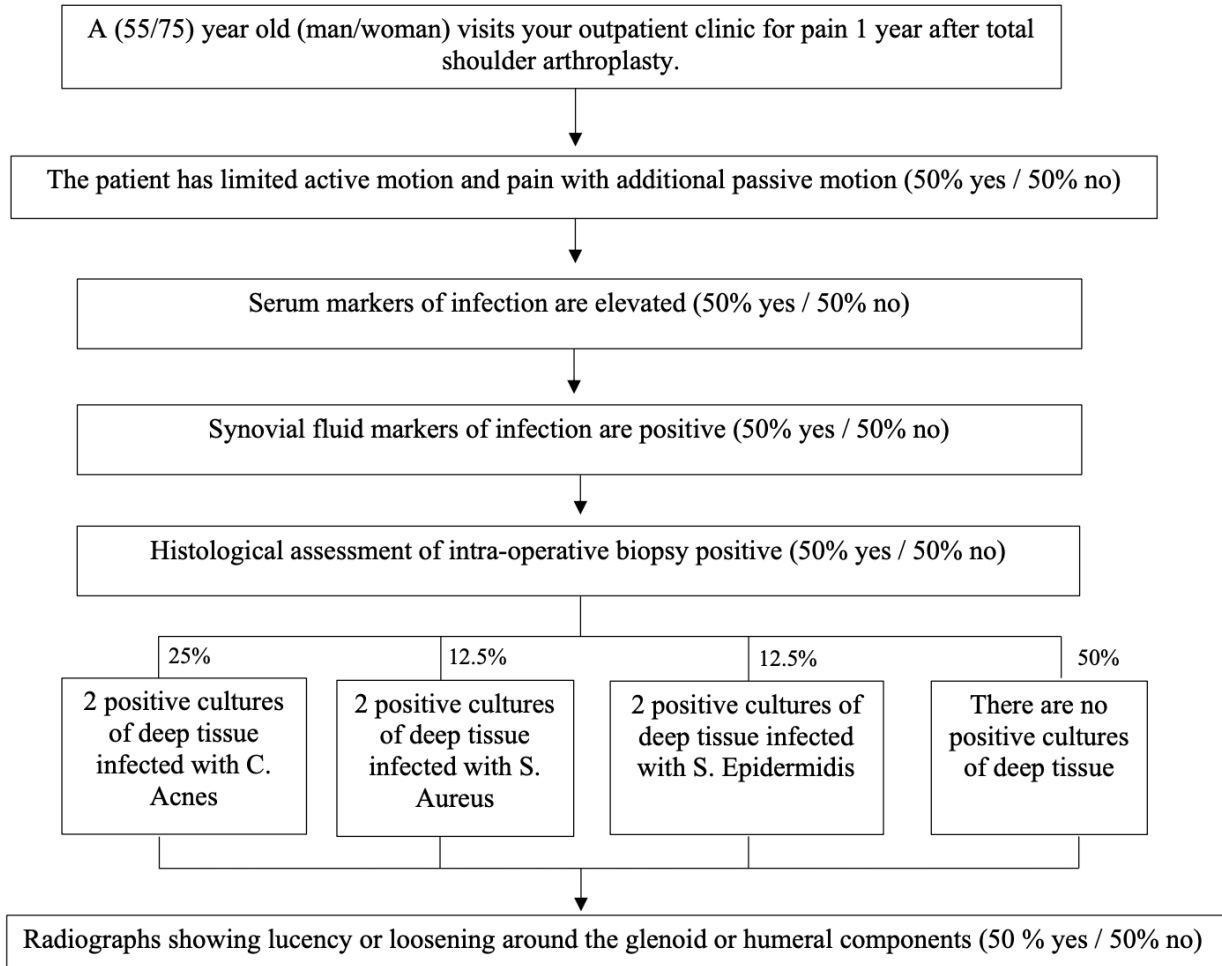 A (55/75) year old (man/woman) visits your outpatient clinic for pain 1 year after total
shoulder arthroplasty.
The patient has limited active motion and pain with additional passive motion (50% yes / 50% no)
Serum markers of infection are elevated (50% yes / 50% no)
Synovial fluid markers of infection are positive (50% yes / 50% no)
Histological assessment of intra-operative biopsy positive (50% yes / 50% no)
25%
2 positive cultures
of deep tissue
infected with C.
Acnes
12.5%
2 positive cultures
of deep tissue
infected with S.
Aureus
12.5%
2 positive cultures of
deep tissue infected
with S. Epidermidis
50%
There are no
positive cultures
of deep tissue
Radiographs showing lucency or loosening around the glenoid or humeral components (50 % yes / 50% no)